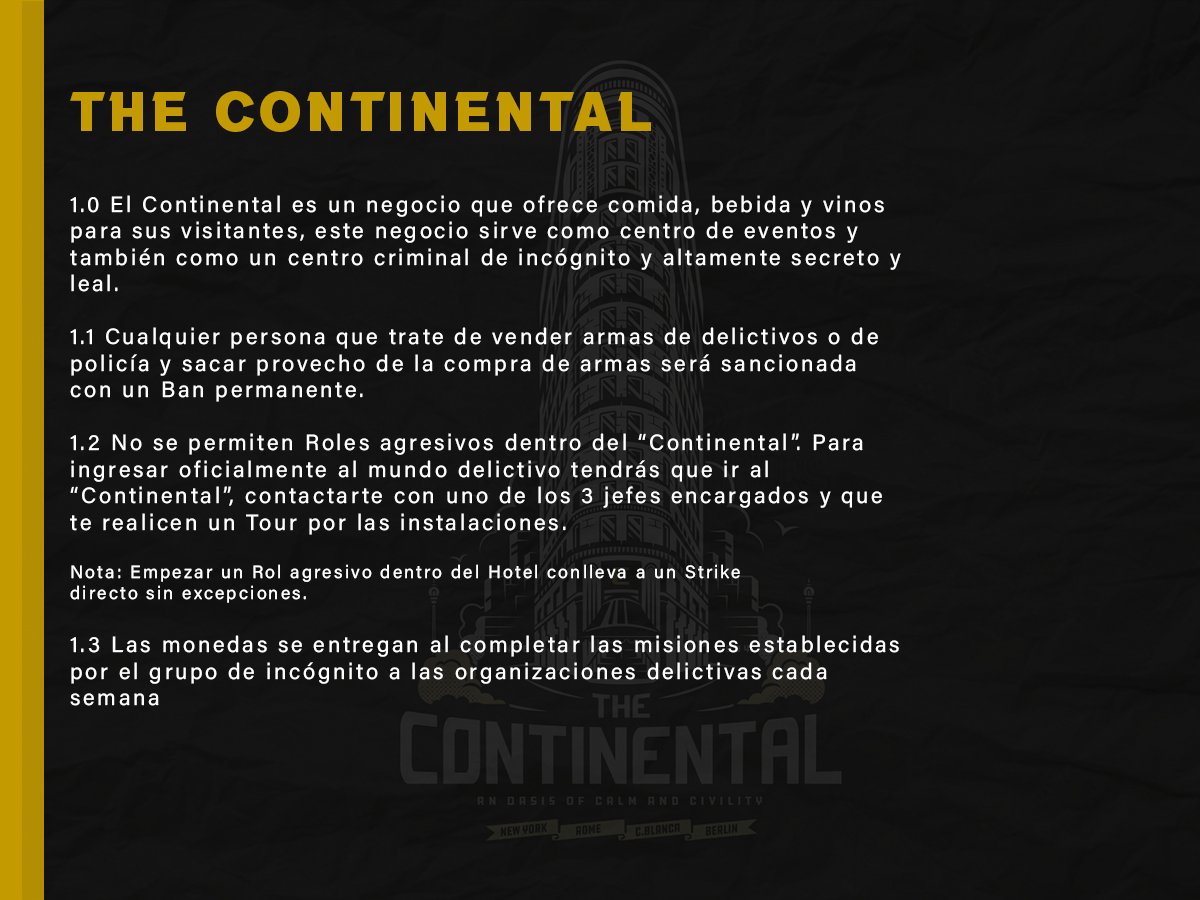 THE CONTINENTAL
1.0 El Continental es un negocio que ofrece comida, bebida y vinos
para sus visitantes, este negocio sirve como centro de eventos y
también como un centro criminal de incógnito y altamente secreto y
leal.
1.1 Cualquier persona que trate de vender armas de delictivos o de
policía y sacar provecho de la compra de armas será sancionada
con un Ban permanente.
1.2 No se permiten Roles agresivos dentro del “Continental”. Para
ingresar oficialmente al mundo delictivo tendrás que ir al
“Continental”, contactarte con uno de los 3 jefes encargados y que
te realicen un Tour por las instalaciones.
Nota: Empezar un Rol agresivo dentro del Hotel conlleva a un Strike
directo sin excepciones.
1.3 Las monedas se entregan al completar las misiones establecidas
por el grupo de incógnito a las organizaciones delictivas cada
semana
THE
CONTINENTAL
AN OASIS OF CALM AND CIVILITY
NEW YORK ROME C.BLANCA BERLIN